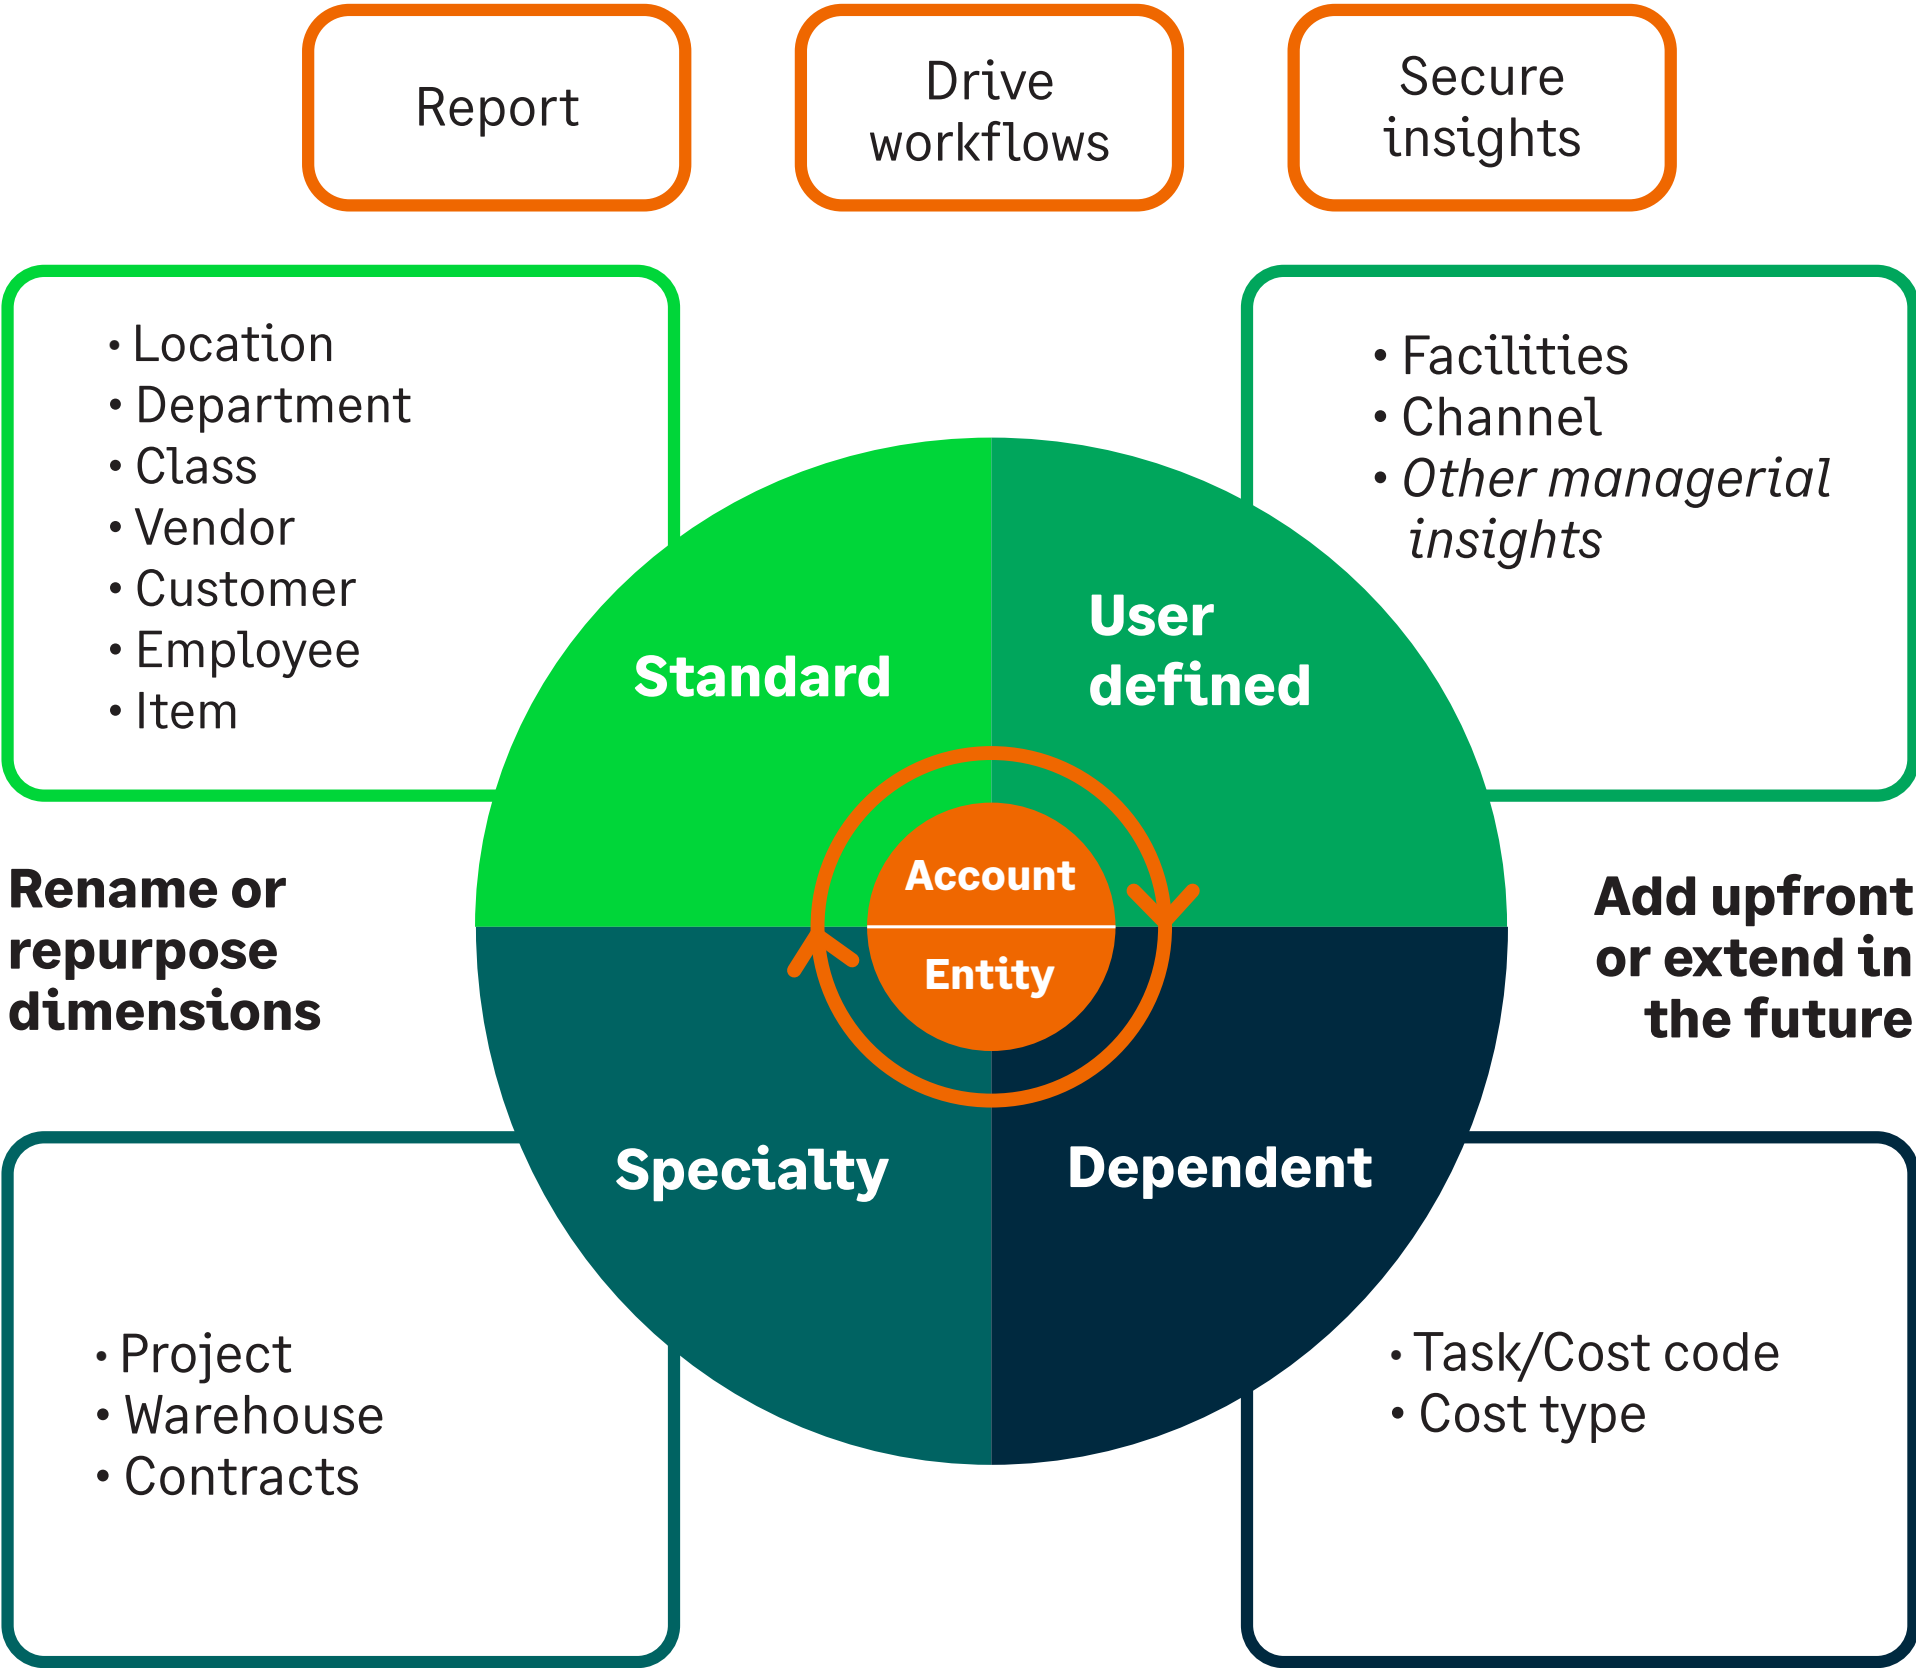 Report
Drive
workflows
Secure
insights
• Location
• Department
• Class
• Vendor
• Customer
• Employee
• Item
• Facilities
• Channel
• Other managerial
insights
Standard
User
defined
Account
Entity
Rename or
repurpose
dimensions
Add upfront
or extend in
the future
Specialty
Dependent
• Project
• Warehouse
• Contracts
• Task/Cost code
• Cost type